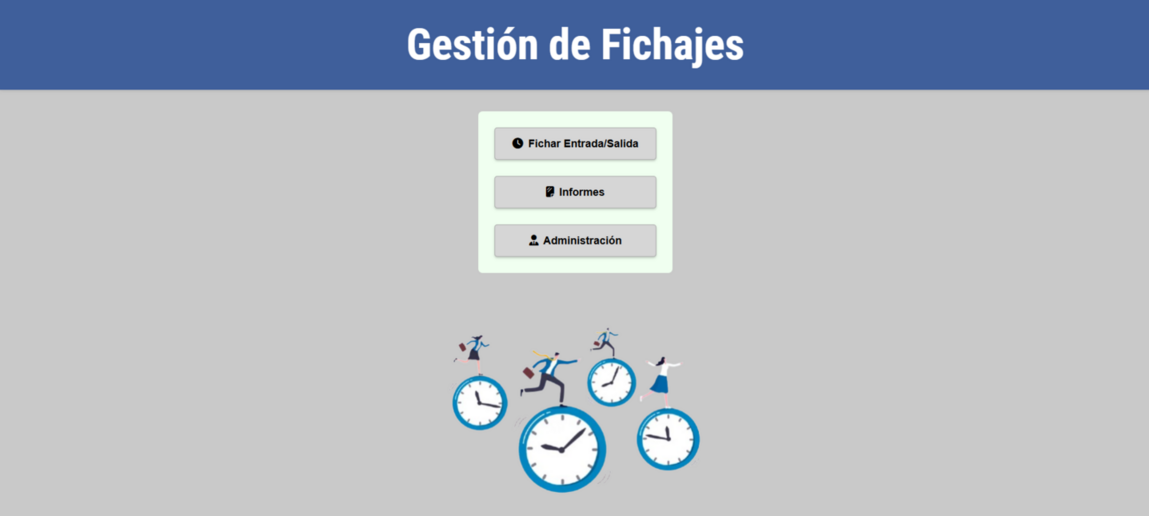 Gestión de Fichajes
Fichar Entrada/Salida
Informes
Administración